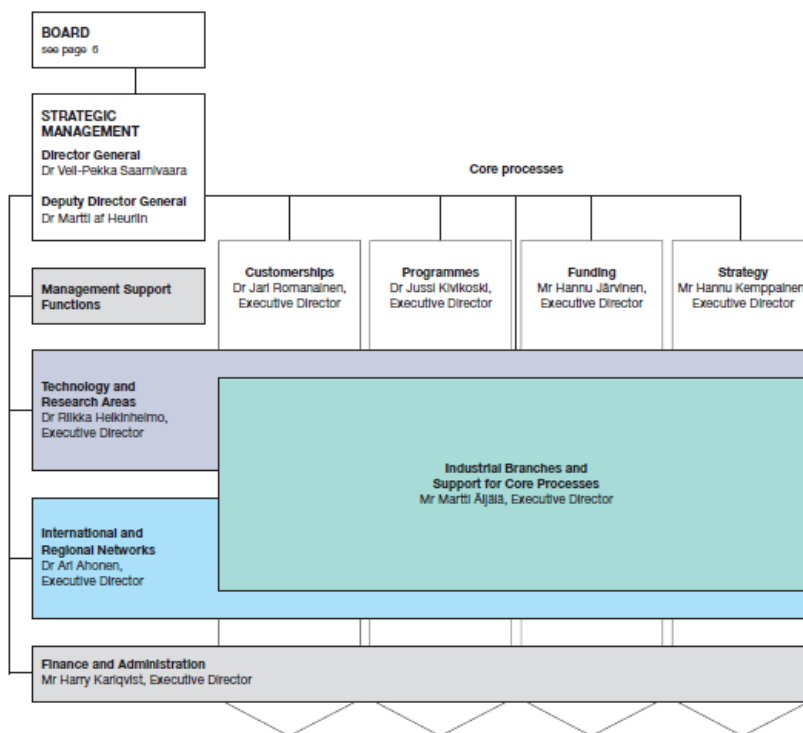 BOARD
see page 6
STRATEGIC
MANAGEMENT
Director General
Dr Veli-Pekka Saarnivaara
Deputy Director General
Dr Martti af Heurlin
Core processes
Customerships
Dr Jari Romanainen,
Executive Director
Programmes
Dr Jussi Kivikoski,
Executive Director
Funding
Mr Hannu Järvinen,
Executive Director
Strategy
Mr Hannu Kemppainen
Executive Director
Management Support
Functions
Technology and
Research Areas
Dr Riikka Heikinheimo,
Executive Director
Industrial Branches and
Support for Core Processes
Mr Martti Äijälä, Executive Director
International and
Regional Networks
Dr Ari Ahonen,
Executive Director
Finance and Administration
Mr Harry Karlqvist, Executive Director